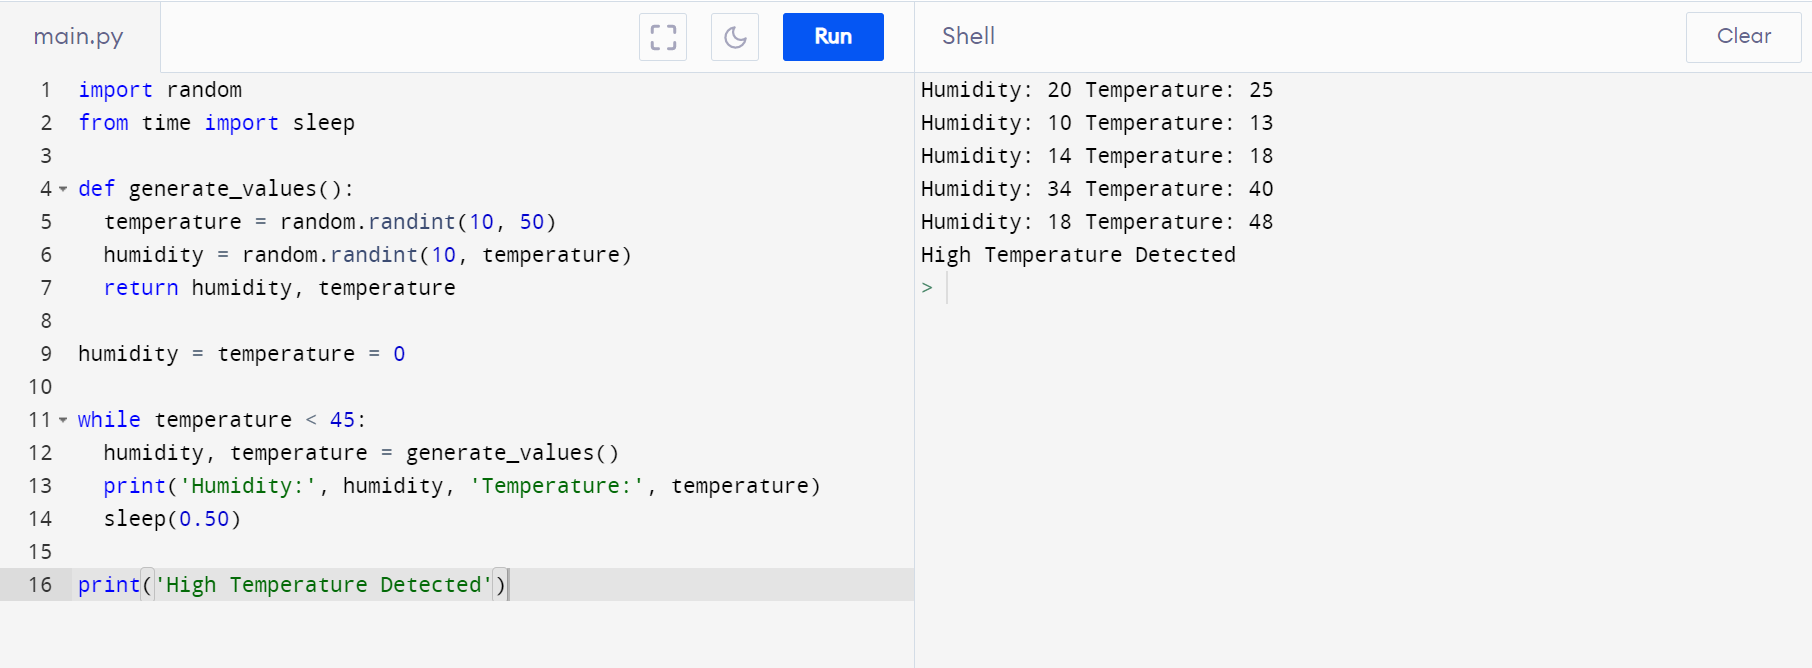 main.py
Run
1 import random
2 from time import sleep
3
4 def generate_values():
5   temperature = random.randint(10, 50)
6   humidity = random.randint(10, temperature)
7   return humidity, temperature
8
9 humidity = temperature = 0
10
11 while temperature < 45:
12   humidity, temperature = generate_values()
13   print('Humidity:', humidity, 'Temperature:', temperature)
14   sleep(0.50)
15
16 print('High Temperature Detected')
Shell
Clear
Humidity: 20 Temperature: 25
Humidity: 10 Temperature: 13
Humidity: 14 Temperature: 18
Humidity: 34 Temperature: 40
Humidity: 18 Temperature: 48
High Temperature Detected
>